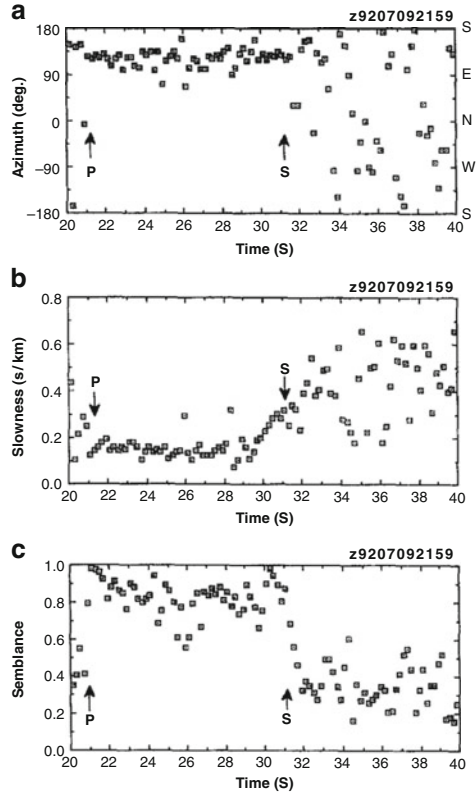 a
z9207092159
Azimuth (deg.)
180
90
0
−90
−180
S
E
N
W
S
P
S
20 22 24 26 28 30 32 34 36 38 40
Time (S)
b
z9207092159
Slowness (s/km)
0.8
0.6
0.4
0.2
0.0
P
S
20 22 24 26 28 30 32 34 36 38 40
Time (S)
c
z9207092159
Semblance
1.0
0.8
0.6
0.4
0.2
0.0
P
S
20 22 24 26 28 30 32 34 36 38 40
Time (S)